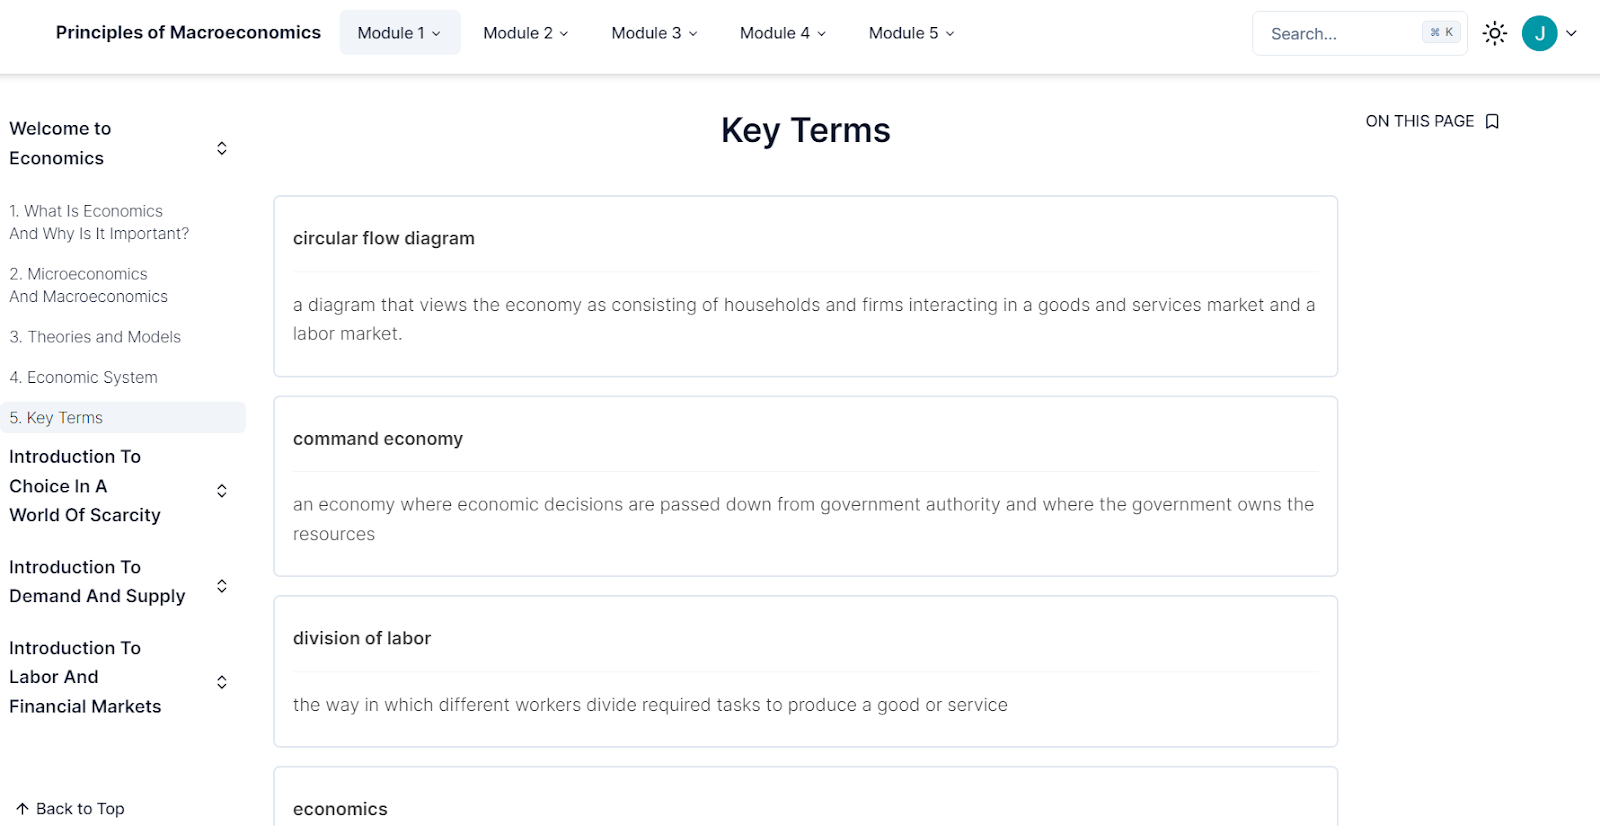 Principles of Macroeconomics Module 1 Module 2 Module 3 Module 4 Module 5 Search... ⌘ K J
Welcome to
Economics
1. What Is Economics
And Why Is It Important?
2. Microeconomics
And Macroeconomics
3. Theories and Models
4. Economic System
5. Key Terms
Introduction To
Choice In A
World Of Scarcity
Introduction To
Demand And Supply
Introduction To
Labor And
Financial Markets
↑ Back to Top
Key Terms
circular flow diagram
a diagram that views the economy as consisting of households and firms interacting in a goods and services market and a
labor market.
command economy
an economy where economic decisions are passed down from government authority and where the government owns the
resources
division of labor
the way in which different workers divide required tasks to produce a good or service
economics
ON THIS PAGE